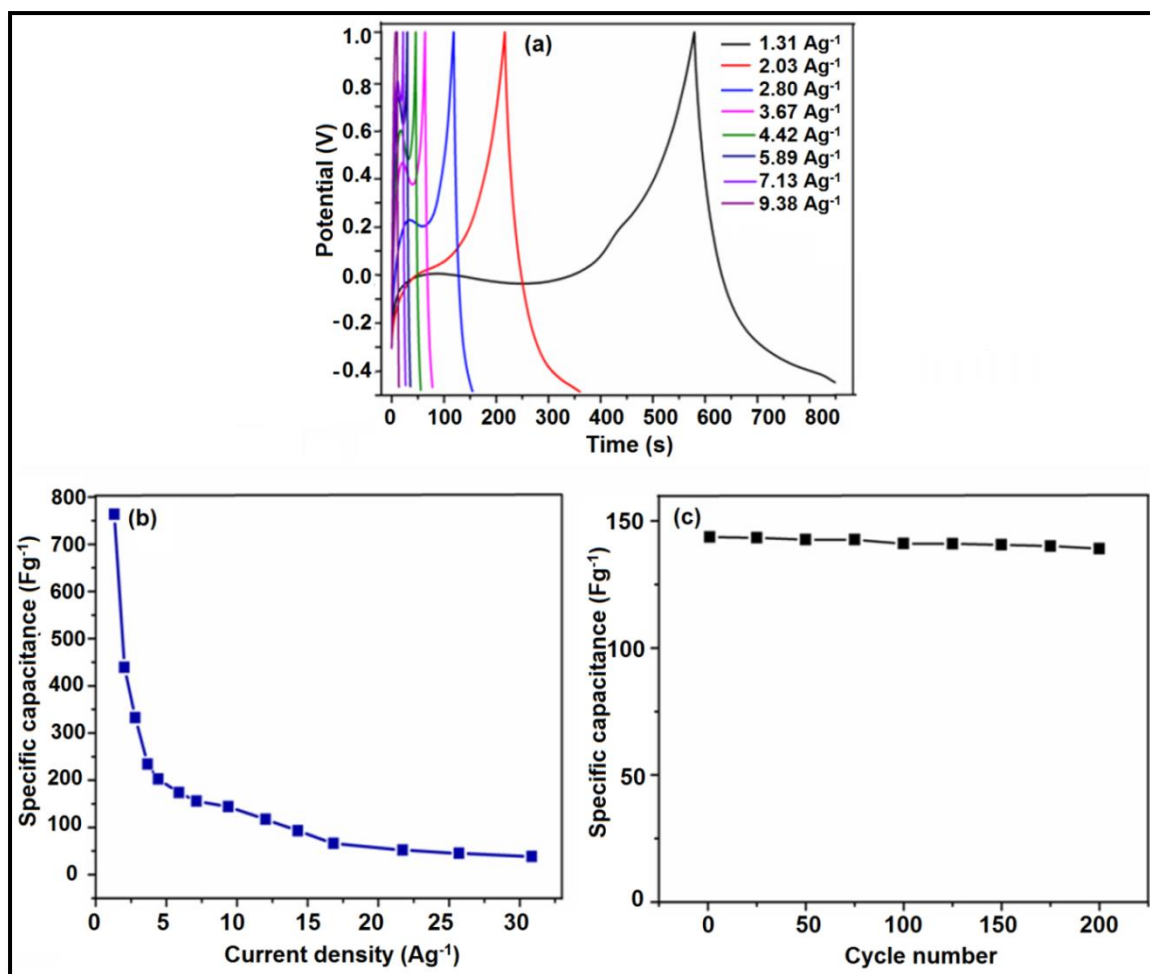 (a)
1.31 Ag⁻¹
2.03 Ag⁻¹
2.80 Ag⁻¹
3.67 Ag⁻¹
4.42 Ag⁻¹
5.89 Ag⁻¹
7.13 Ag⁻¹
9.38 Ag⁻¹
Potential (V)
1.0
0.8
0.6
0.4
0.2
0.0
-0.2
-0.4
0 100 200 300 400 500 600 700 800
Time (s)
(b)
Specific capacitance (Fg⁻¹)
800
750
700
600
500
400
300
200
100
0
0 5 10 15 20 25 30
Current density (Ag⁻¹)
(c)
Specific capacitance (Fg⁻¹)
150
100
50
0
0 50 100 150 200
Cycle number